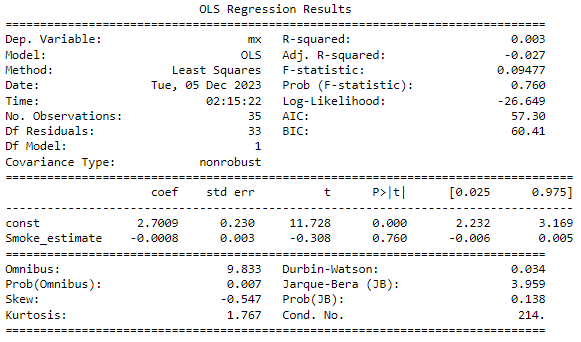 OLS Regression Results
==============================================================================
Dep. Variable:                     mx   R-squared:                       0.003
Model:                            OLS   Adj. R-squared:                 -0.027
Method:                 Least Squares   F-statistic:                   0.09477
Date:                Tue, 05 Dec 2023   Prob (F-statistic):              0.760
Time:                        02:15:22   Log-Likelihood:                -26.649
No. Observations:                  35   AIC:                             57.30
Df Residuals:                      33   BIC:                             60.41
Df Model:                           1
Covariance Type:            nonrobust
==================================================================================
                     coef    std err          t      P>|t|      [0.025      0.975]
----------------------------------------------------------------------------------
const              2.7009      0.230     11.728      0.000       2.232       3.169
Smoke_estimate    -0.0008      0.003     -0.308      0.760      -0.006       0.005
==============================================================================
Omnibus:                        9.833   Durbin-Watson:                   0.034
Prob(Omnibus):                  0.007   Jarque-Bera (JB):                3.959
Skew:                          -0.547   Prob(JB):                        0.138
Kurtosis:                       1.767   Cond. No.                         214.
==============================================================================